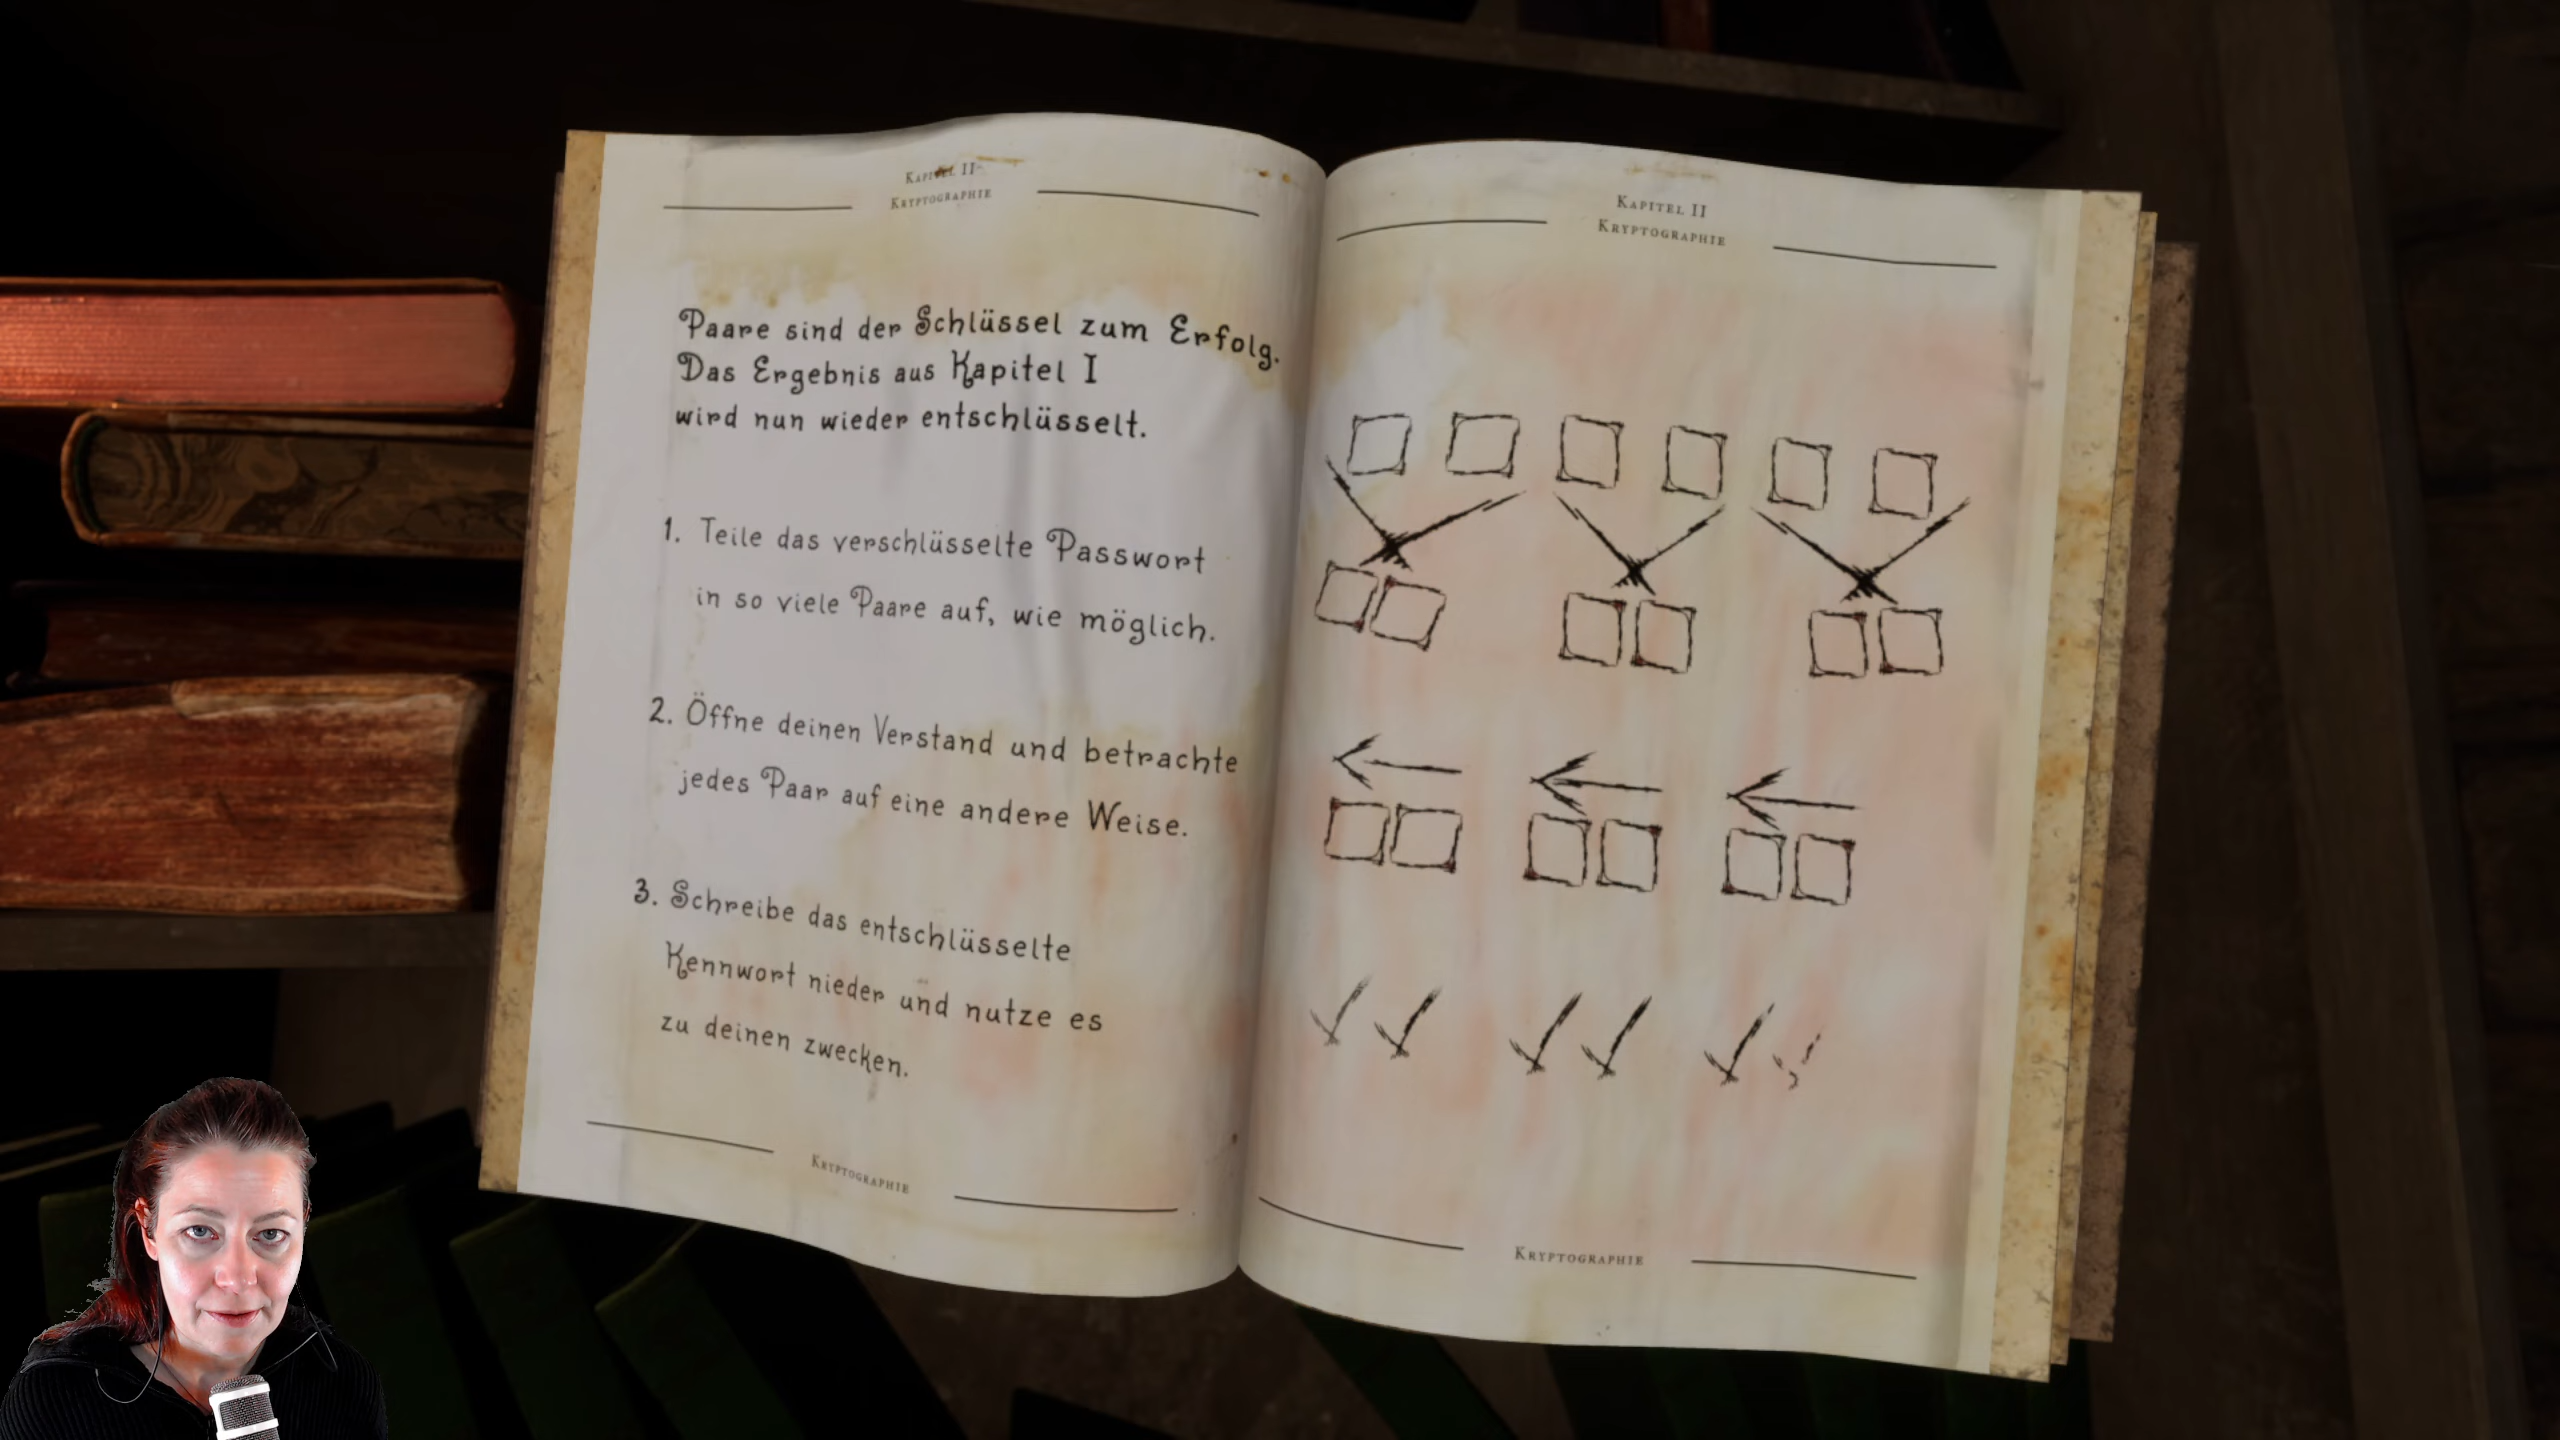 Kapitel II
Kryptographie
Paare sind der Schlüssel zum Erfolg.
Das Ergebnis aus Kapitel I
wird nun wieder entschlüsselt.
1. Teile das verschlüsselte Passwort
in so viele Paare auf, wie möglich.
2. Öffne deinen Verstand und betrachte
jedes Paar auf eine andere Weise.
3. Schreibe das entschlüsselte
Kennwort nieder und nutze es
zu deinen zwecken.
Kryptographie
Kapitel II
Kryptographie
Kryptographie